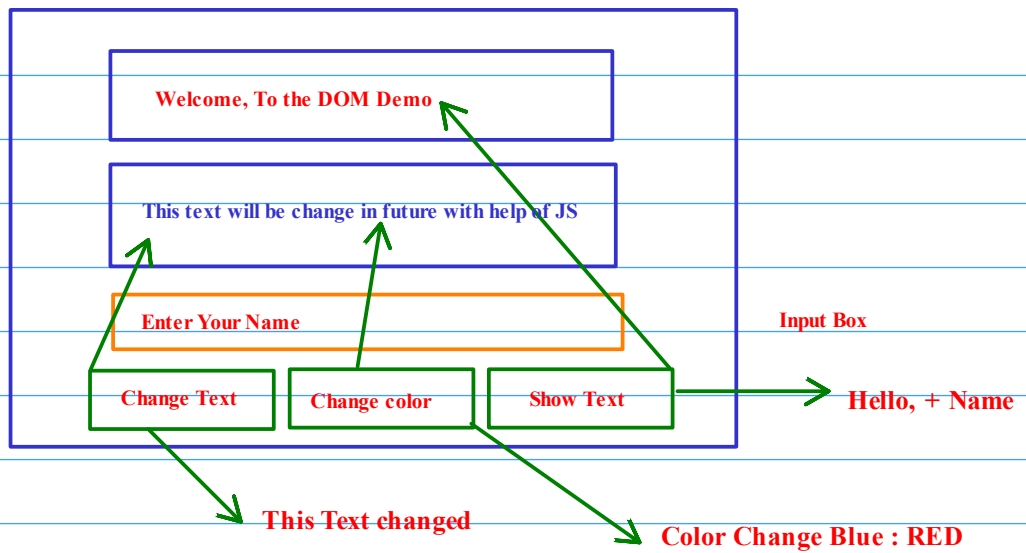 Welcome, To the DOM Demo
This text will be change in future with help of JS
Enter Your Name
Input Box
Change Text
Change color
Show Text
Hello, + Name
This Text changed
Color Change Blue : RED